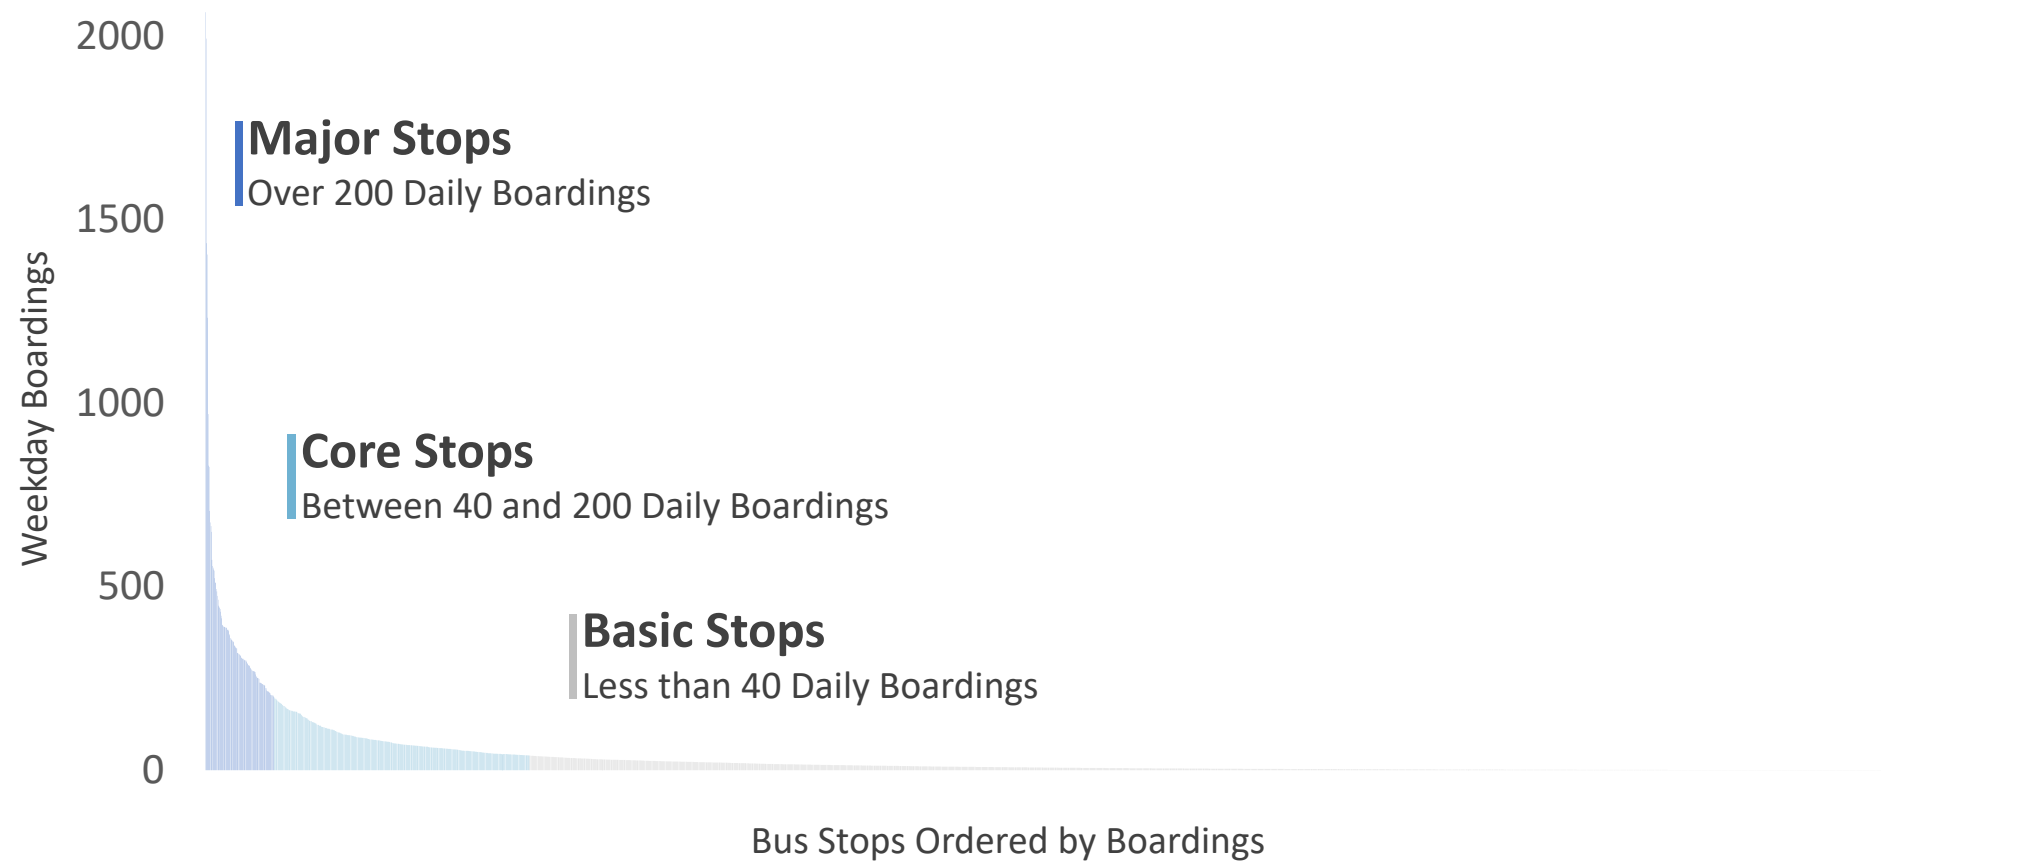 2000
1500
1000
500
0
Weekday Boardings
Major Stops
Over 200 Daily Boardings
Core Stops
Between 40 and 200 Daily Boardings
Basic Stops
Less than 40 Daily Boardings
Bus Stops Ordered by Boardings